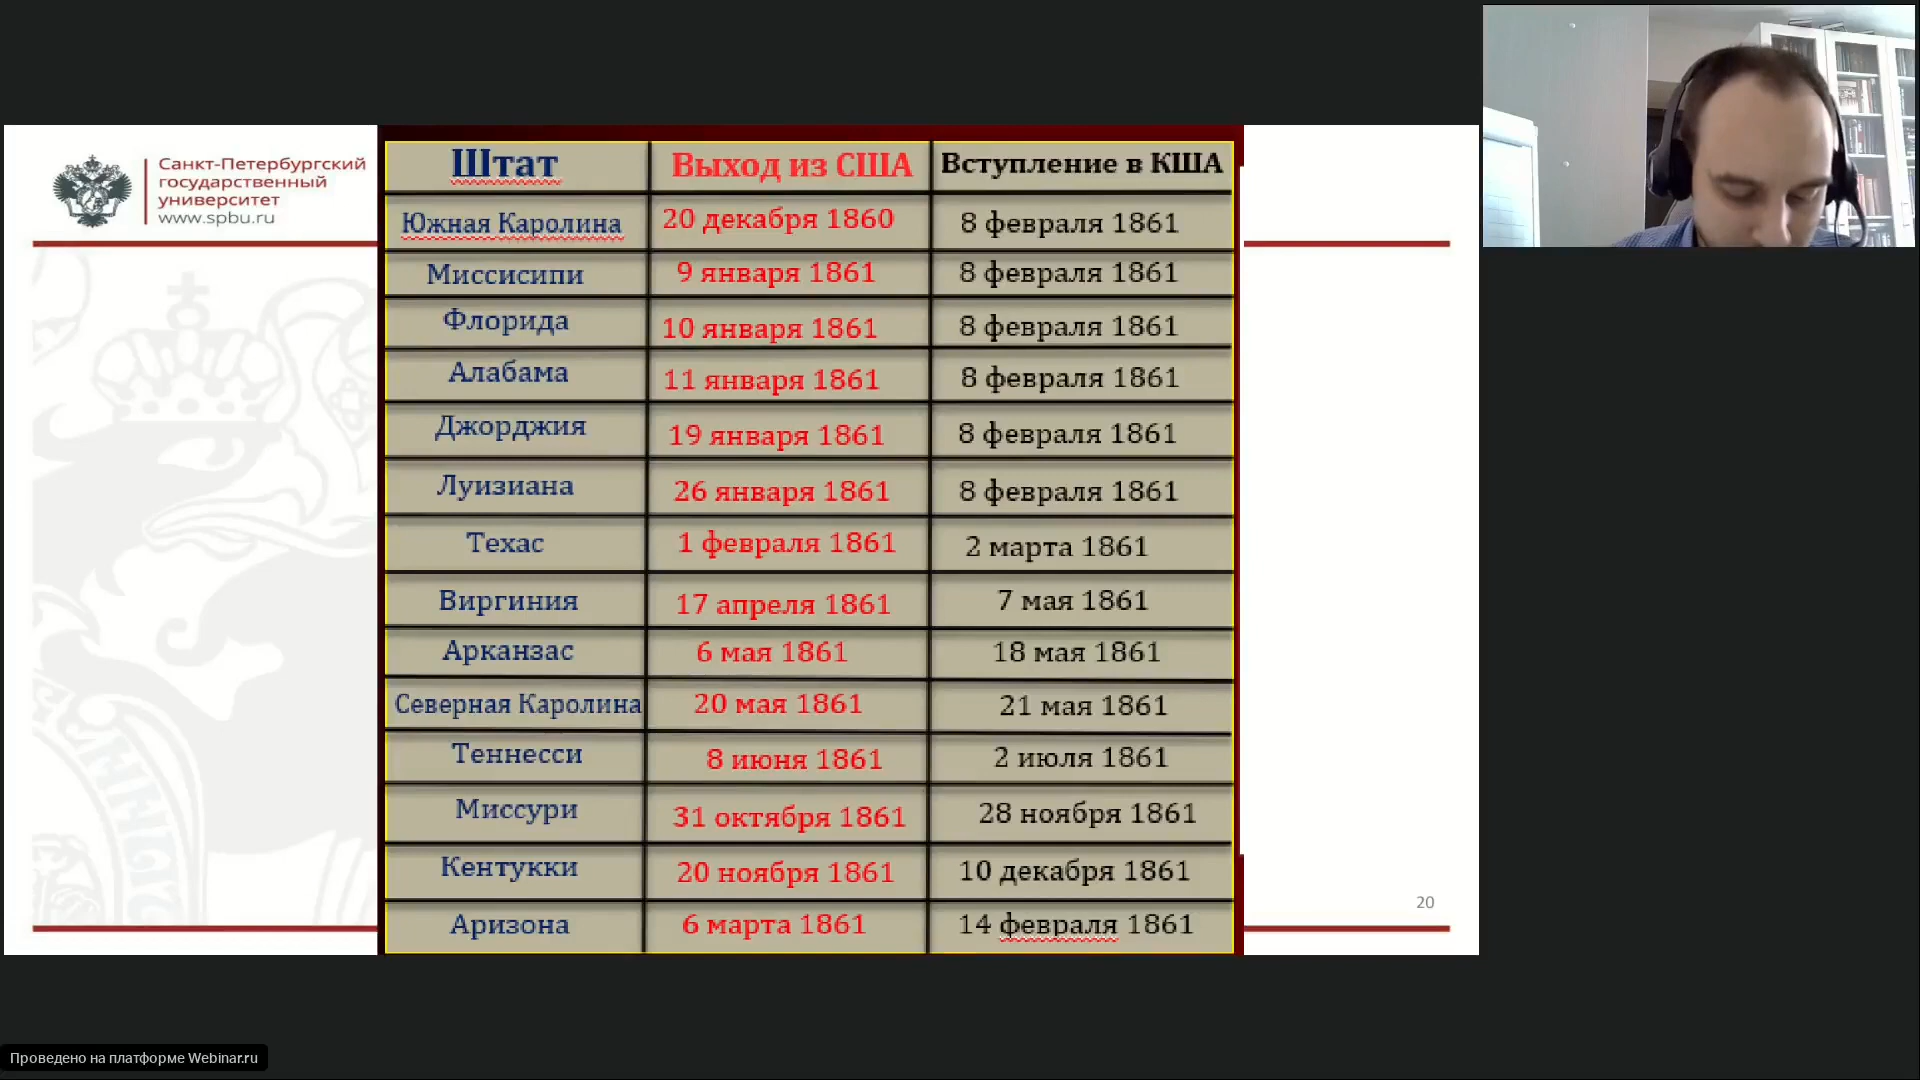 Санкт-Петербургский
государственный
университет
www.spbu.ru
Штат Выход из США Вступление в КША
Южная Каролина 20 декабря 1860 8 февраля 1861
Миссисипи 9 января 1861 8 февраля 1861
Флорида 10 января 1861 8 февраля 1861
Алабама 11 января 1861 8 февраля 1861
Джорджия 19 января 1861 8 февраля 1861
Луизиана 26 января 1861 8 февраля 1861
Техас 1 февраля 1861 2 марта 1861
Виргиния 17 апреля 1861 7 мая 1861
Арканзас 6 мая 1861 18 мая 1861
Северная Каролина 20 мая 1861 21 мая 1861
Теннесси 8 июня 1861 2 июля 1861
Миссури 31 октября 1861 28 ноября 1861
Кентукки 20 ноября 1861 10 декабря 1861
Аризона 6 марта 1861 14 февраля 1861
20
Проведено на платформе Webinar.ru